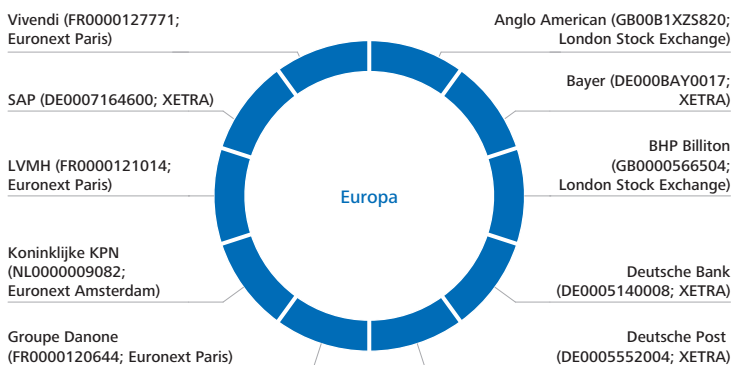 Vivendi (FR0000127771;
Euronext Paris)
SAP (DE0007164600; XETRA)
LVMH (FR0000121014;
Euronext Paris)
Koninklijke KPN
(NL0000009082;
Euronext Amsterdam)
Groupe Danone
(FR0000120644; Euronext Paris)
Europa
Anglo American (GB00B1XZS820;
London Stock Exchange)
Bayer (DE000BAY0017;
XETRA)
BHP Billiton
(GB0000566504;
London Stock Exchange)
Deutsche Bank
(DE0005140008; XETRA)
Deutsche Post
(DE0005552004; XETRA)